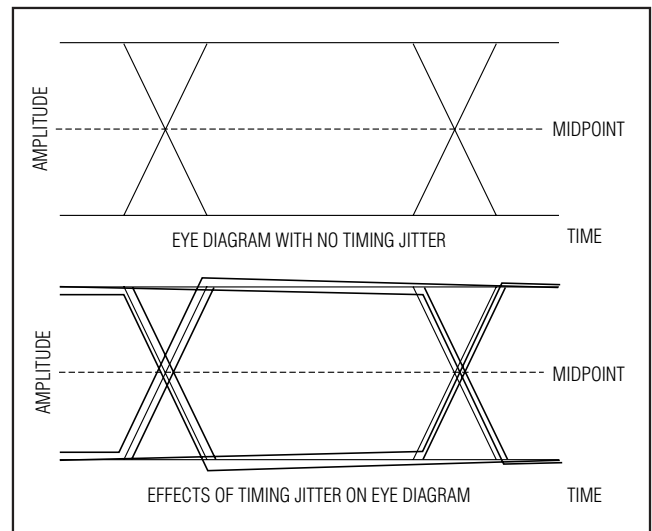 AMPLITUDE
MIDPOINT
EYE DIAGRAM WITH NO TIMING JITTER
TIME
AMPLITUDE
MIDPOINT
EFFECTS OF TIMING JITTER ON EYE DIAGRAM
TIME